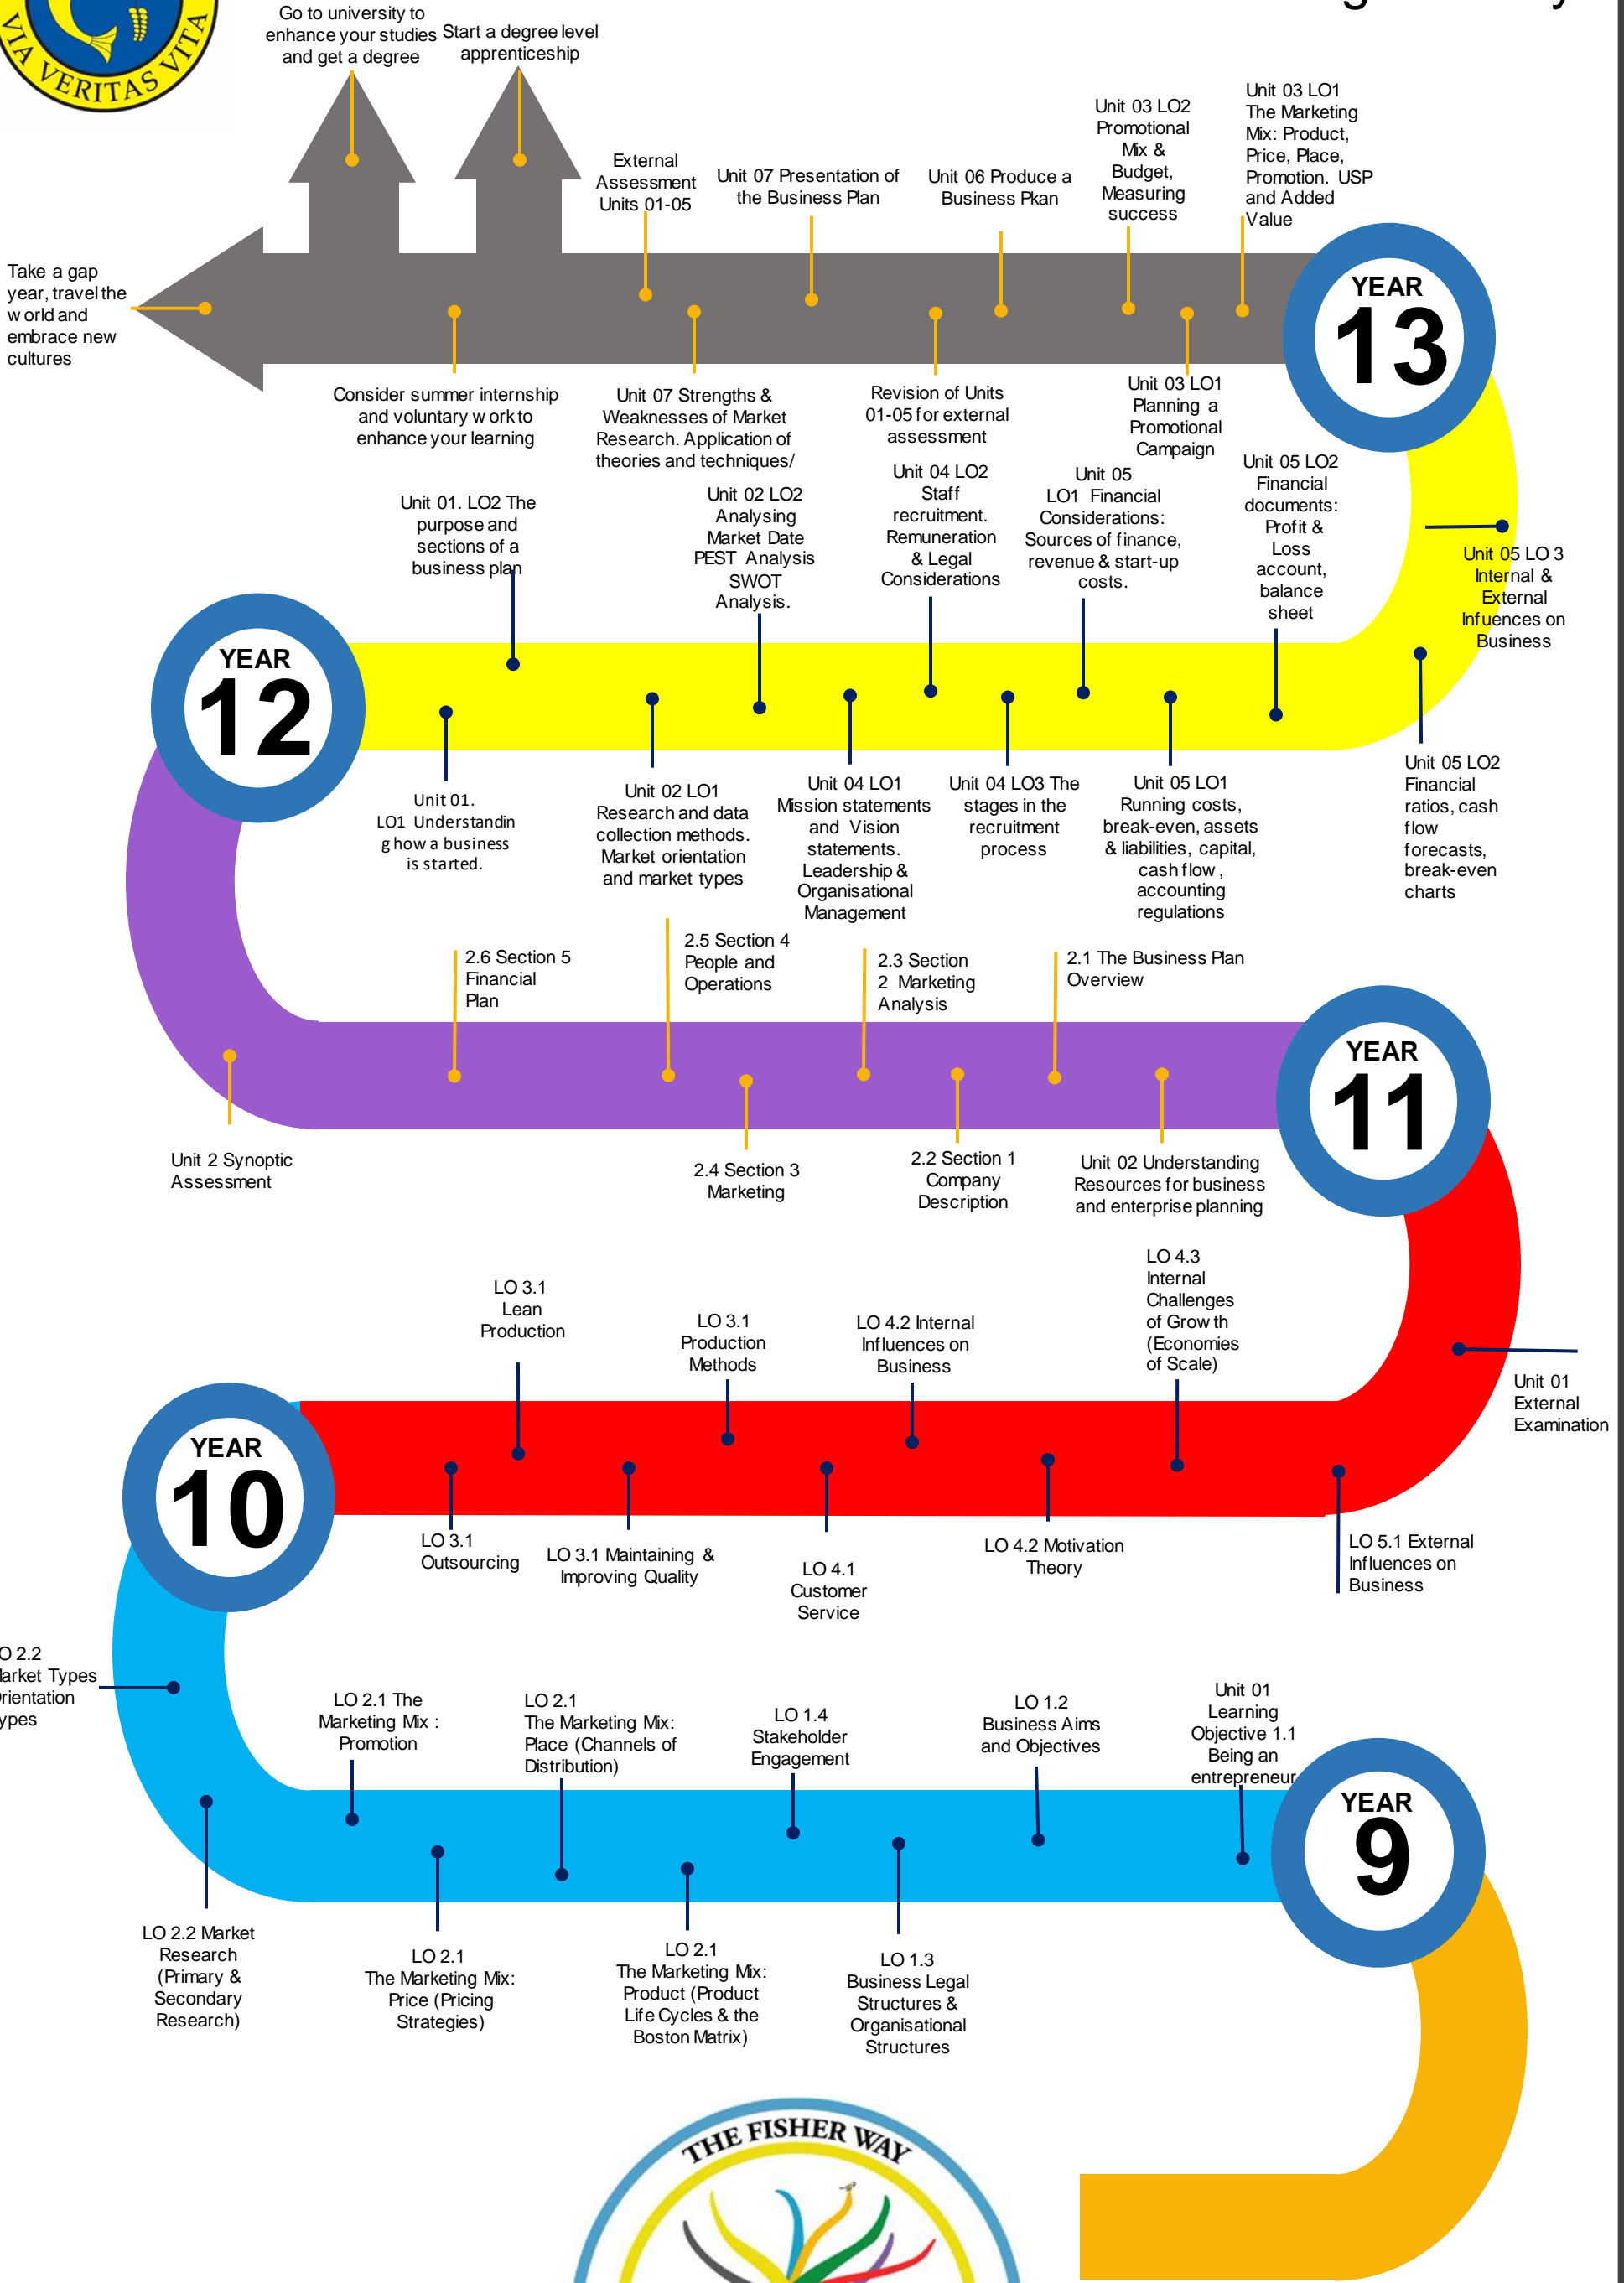 VIA VERITAS VITA
Go to university to
enhance your studies
and get a degree
Start a degree level
apprenticeship
Take a gap
year, travel the
world and
embrace new
cultures
External
Assessment
Units 01-05
Unit 07 Presentation of
the Business Plan
Unit 06 Produce a
Business Pkan
Unit 03 LO2
Promotional
Mix &
Budget,
Measuring
success
Unit 03 LO1
The Marketing
Mix: Product,
Price, Place,
Promotion. USP
and Added
Value
YEAR
13
Consider summer internship
and voluntary work to
enhance your learning
Unit 07 Strengths &
Weaknesses of Market
Research. Application of
theories and techniques/
Revision of Units
01-05 for external
assessment
Unit 03 LO1
Planning a
Promotional
Campaign
Unit 01. LO2 The
purpose and
sections of a
business plan
Unit 02 LO2
Analysing
Market Date
PEST Analysis
SWOT
Analysis.
Unit 04 LO2
Staff
recruitment.
Remuneration
& Legal
Considerations
Unit 05
LO1 Financial
Considerations:
Sources of finance,
revenue & start-up
costs.
Unit 05 LO2
Financial
documents:
Profit &
Loss
account,
balance
sheet
Unit 05 LO 3
Internal &
External
Infuences on
Business
YEAR
12
Unit 01.
LO1 Understandin
g how a business
is started.
Unit 02 LO1
Research and data
collection methods.
Market orientation
and market types
Unit 04 LO1
Mission statements
and Vision
statements.
Leadership &
Organisational
Management
Unit 04 LO3 The
stages in the
recruitment
process
Unit 05 LO1
Running costs,
break-even, assets
& liabilities, capital,
cash flow,
accounting
regulations
Unit 05 LO2
Financial
ratios, cash
flow
forecasts,
break-even
charts
2.6 Section 5
Financial
Plan
2.5 Section 4
People and
Operations
2.3 Section
2 Marketing
Analysis
2.1 The Business Plan
Overview
YEAR
11
Unit 2 Synoptic
Assessment
2.4 Section 3
Marketing
2.2 Section 1
Company
Description
Unit 02 Understanding
Resources for business
and enterprise planning
LO 3.1
Lean
Production
LO 3.1
Production
Methods
LO 4.2 Internal
Influences on
Business
LO 4.3
Internal
Challenges
of Growth
(Economies
of Scale)
Unit 01
External
Examination
YEAR
10
LO 3.1
Outsourcing
LO 3.1 Maintaining &
Improving Quality
LO 4.1
Customer
Service
LO 4.2 Motivation
Theory
LO 5.1 External
Influences on
Business
2.2
Types
LO 2.1 The
Marketing Mix :
Promotion
LO 2.1
The Marketing Mix:
Place (Channels of
Distribution)
LO 1.4
Stakeholder
Engagement
LO 1.2
Business Aims
and Objectives
Unit 01
Learning
Objective 1.1
Being an
entrepreneur
YEAR
9
LO 2.2 Market
Research
(Primary &
Secondary
Research)
LO 2.1
The Marketing Mix:
Price (Pricing
Strategies)
LO 2.1
The Marketing Mix:
Product (Product
Life Cycles & the
Boston Matrix)
LO 1.3
Business Legal
Structures &
Organisational
Structures
THE FISHER WAY